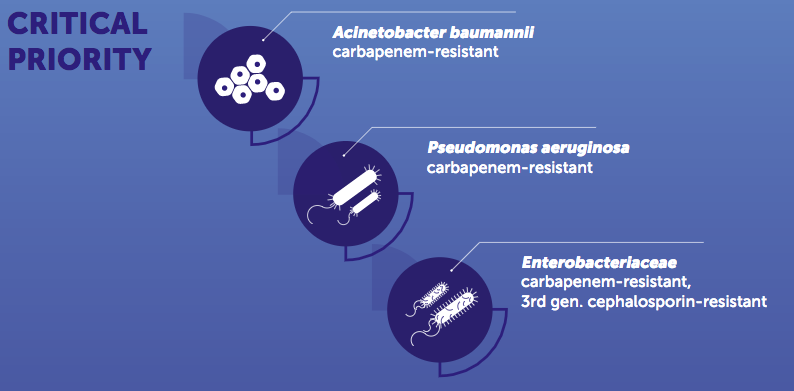 CRITICAL
PRIORITY
Acinetobacter baumannii
carbapenem-resistant
Pseudomonas aeruginosa
carbapenem-resistant
Enterobacteriaceae
carbapenem-resistant,
3rd gen. cephalosporin-resistant